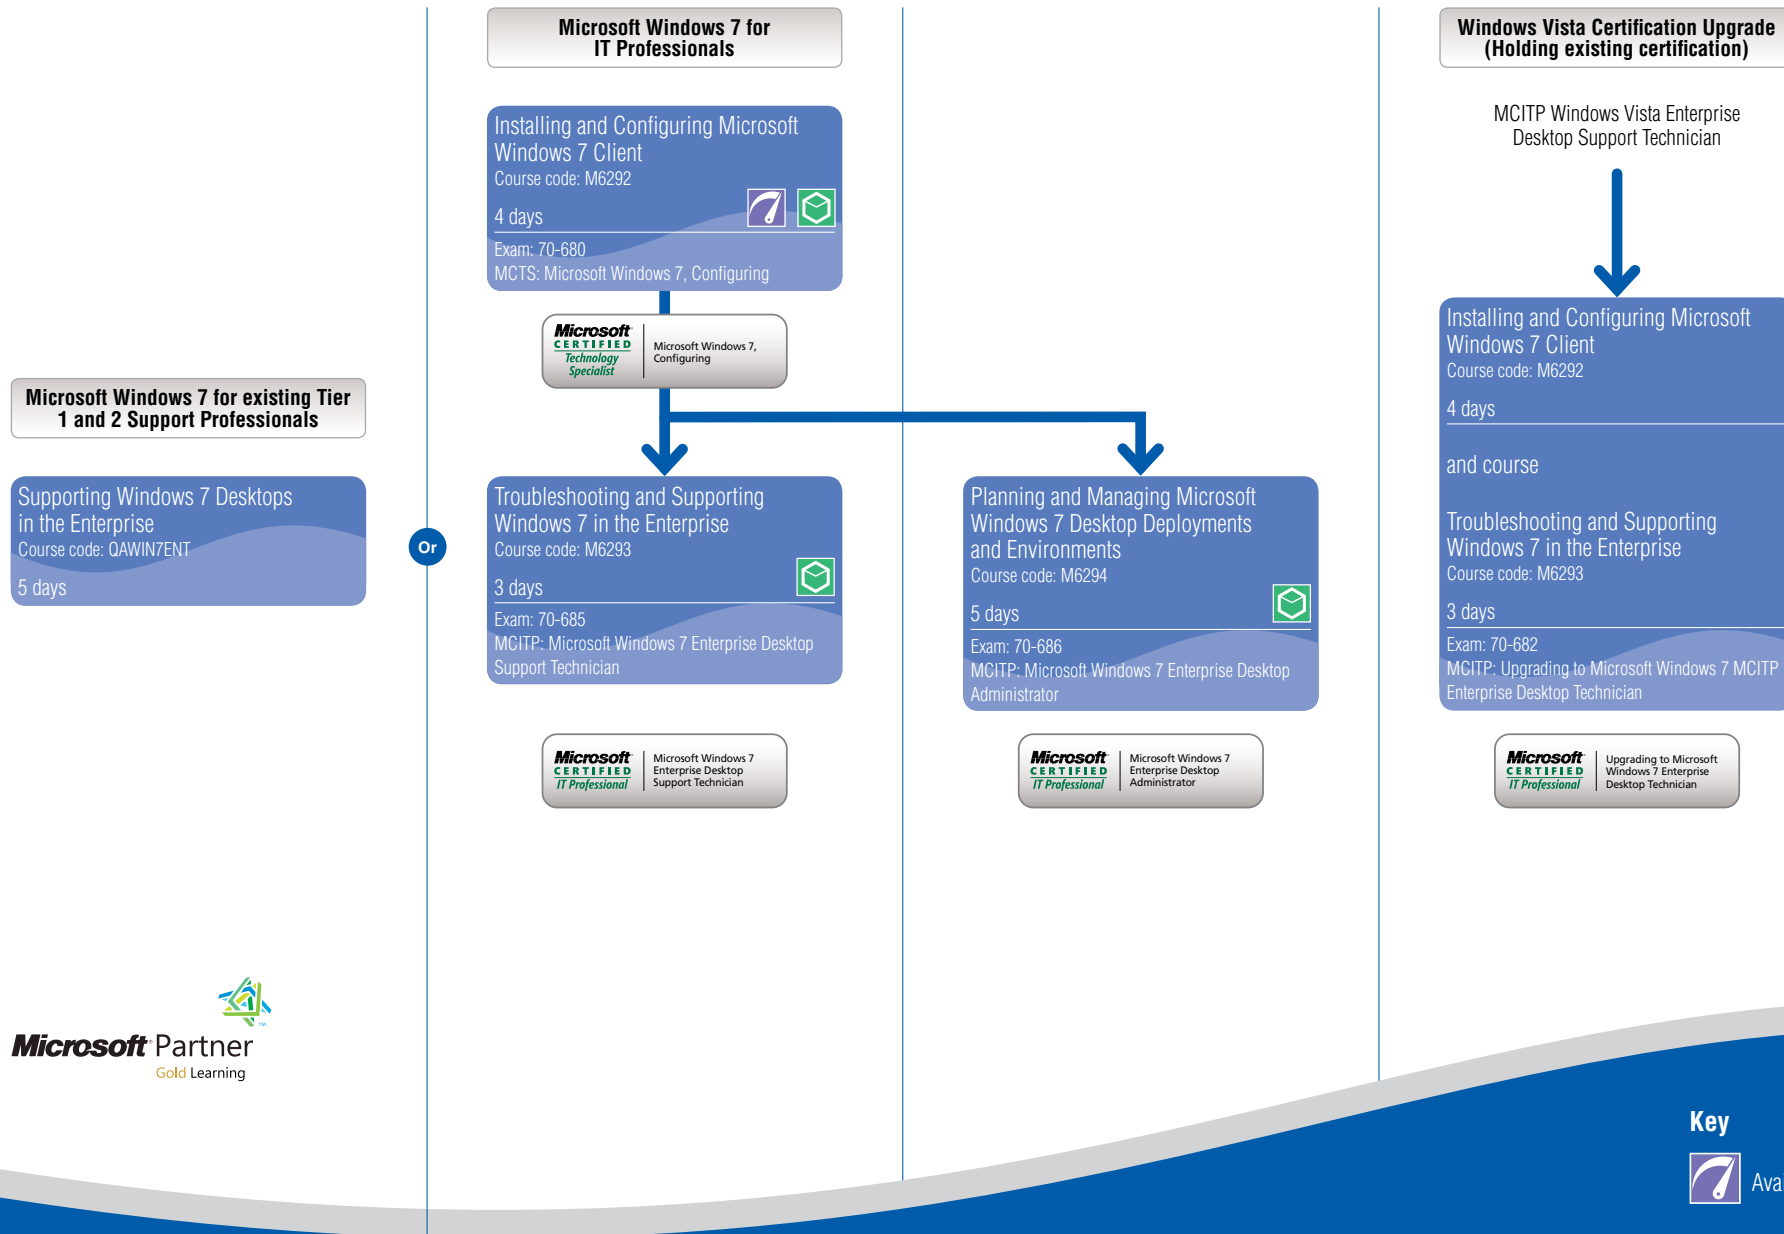 Microsoft Windows 7 for existing Tier
1 and 2 Support Professionals
Supporting Windows 7 Desktops
in the Enterprise
Course code: QAWIN7ENT
5 days
Or
Microsoft Windows 7 for
IT Professionals
Installing and Configuring Microsoft
Windows 7 Client
Course code: M6292
4 days
Exam: 70-680
MCTS: Microsoft Windows 7, Configuring
Microsoft
CERTIFIED
Technology
Specialist
Microsoft Windows 7,
Configuring
Troubleshooting and Supporting
Windows 7 in the Enterprise
Course code: M6293
3 days
Exam: 70-685
MCITP: Microsoft Windows 7 Enterprise Desktop
Support Technician
Microsoft
CERTIFIED
IT Professional
Microsoft Windows 7
Enterprise Desktop
Support Technician
Planning and Managing Microsoft
Windows 7 Desktop Deployments
and Environments
Course code: M6294
5 days
Exam: 70-686
MCITP: Microsoft Windows 7 Enterprise Desktop
Administrator
Microsoft
CERTIFIED
IT Professional
Microsoft Windows 7
Enterprise Desktop
Administrator
Windows Vista Certification Upgrade
(Holding existing certification)
MCITP Windows Vista Enterprise
Desktop Support Technician
Installing and Configuring Microsoft
Windows 7 Client
Course code: M6292
4 days
and course
Troubleshooting and Supporting
Windows 7 in the Enterprise
Course code: M6293
3 days
Exam: 70-682
MCITP: Upgrading to Microsoft Windows 7 MCITP
Enterprise Desktop Technician
Microsoft
CERTIFIED
IT Professional
Upgrading to Microsoft
Windows 7 Enterprise
Desktop Technician
TM
Microsoft Partner
Gold Learning
Key